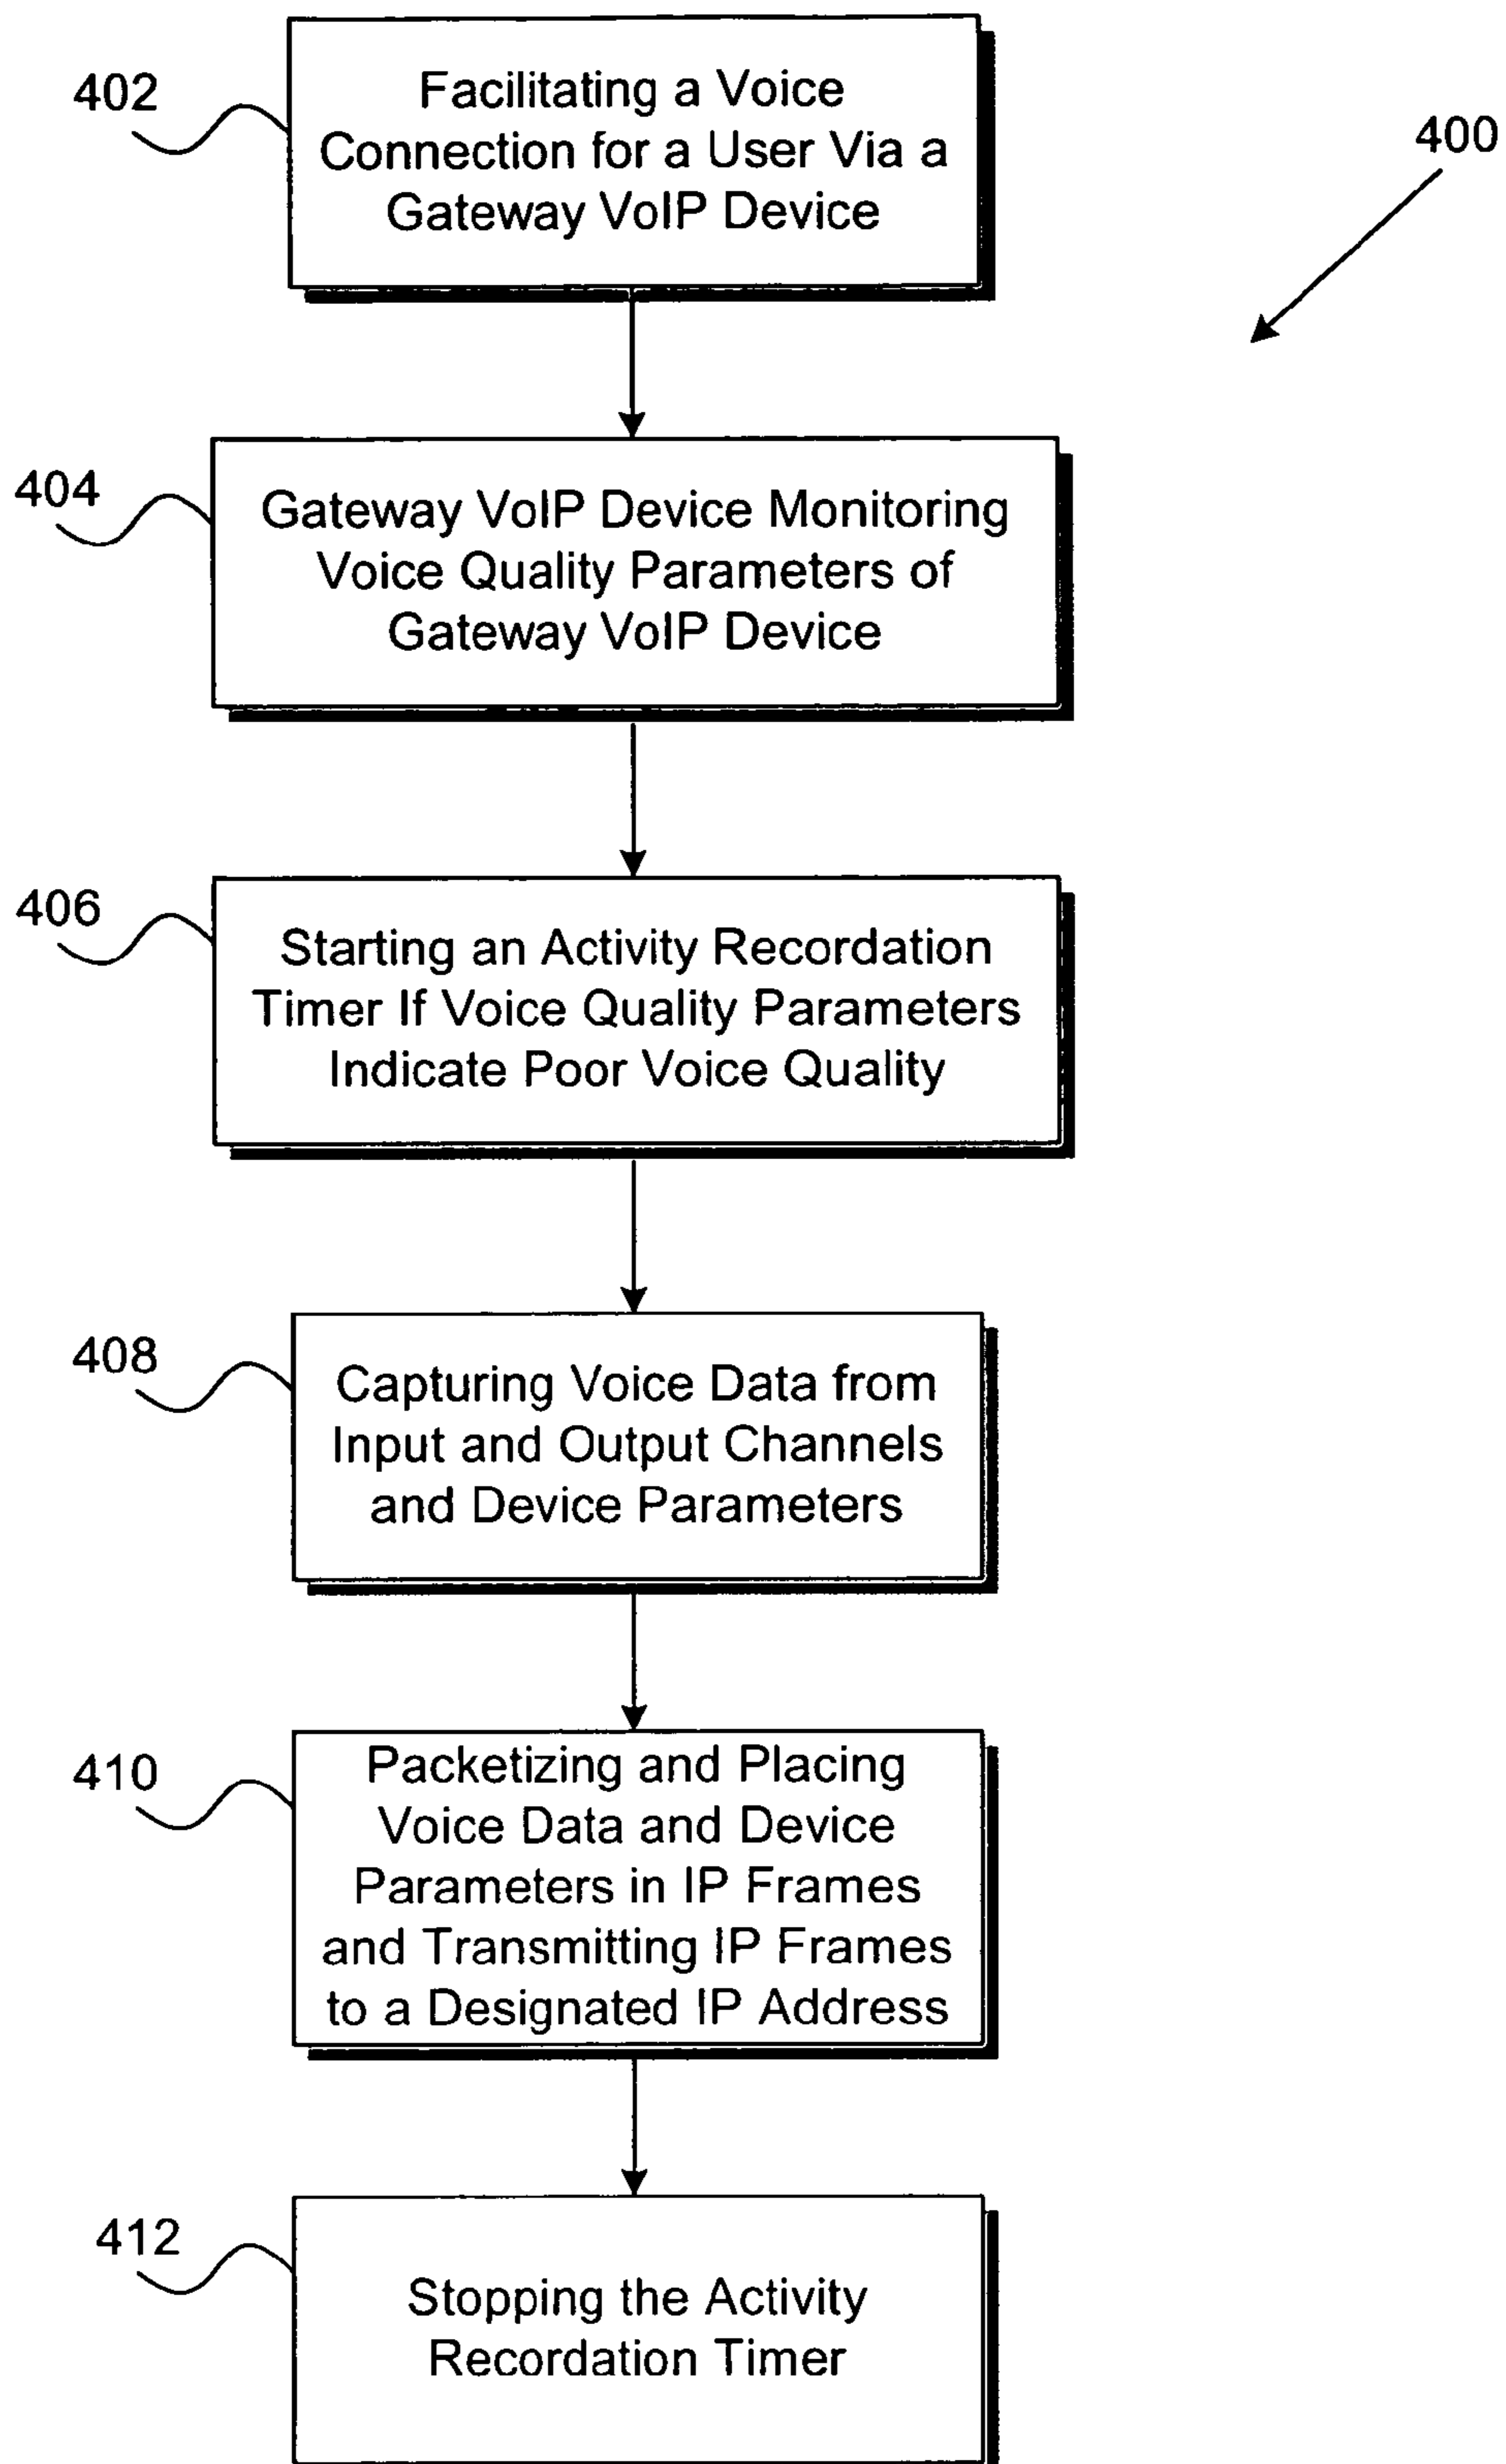 402
Facilitating a Voice
Connection for a User Via a
Gateway VoIP Device
400
404
Gateway VoIP Device Monitoring
Voice Quality Parameters of
Gateway VoIP Device
406
Starting an Activity Recordation
Timer If Voice Quality Parameters
Indicate Poor Voice Quality
408
Capturing Voice Data from
Input and Output Channels
and Device Parameters
410
Packetizing and Placing
Voice Data and Device
Parameters in IP Frames
and Transmitting IP Frames
to a Designated IP Address
412
Stopping the Activity
Recordation Timer